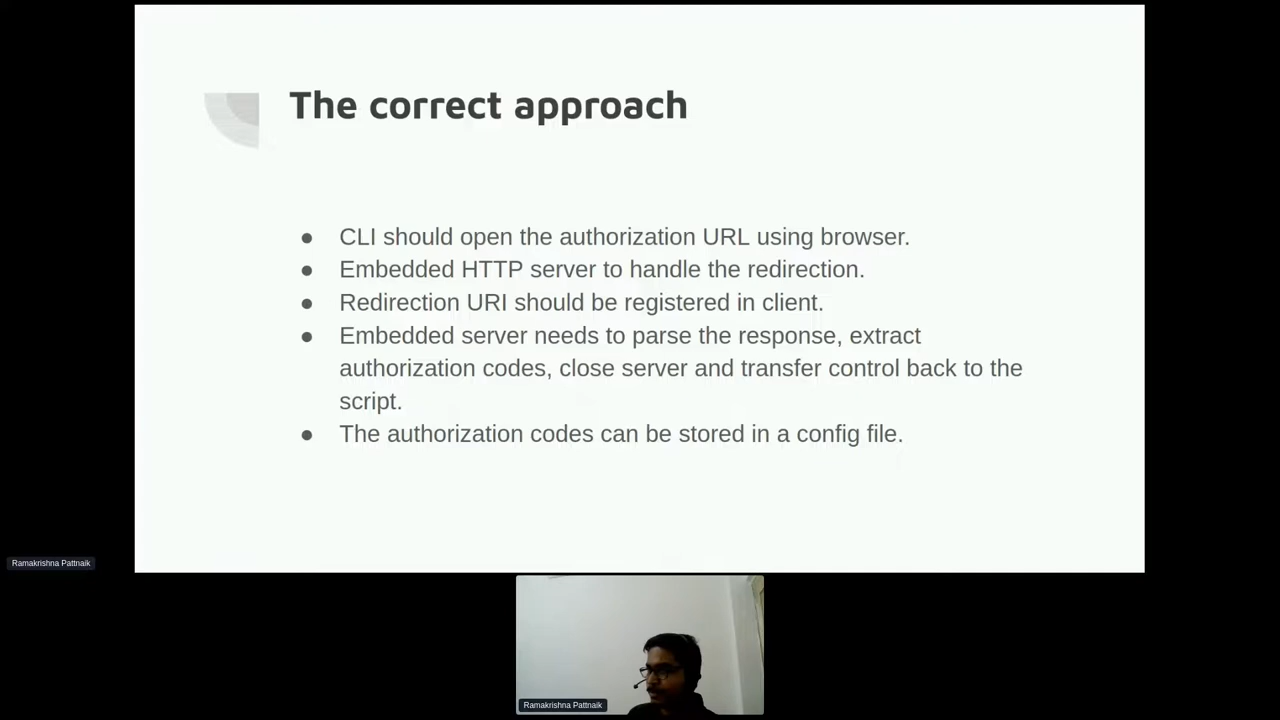 The correct approach
● CLI should open the authorization URL using browser.
● Embedded HTTP server to handle the redirection.
● Redirection URI should be registered in client.
● Embedded server needs to parse the response, extract
authorization codes, close server and transfer control back to the
script.
● The authorization codes can be stored in a config file.
Ramakrishna Pattnaik
Ramakrishna Pattnaik